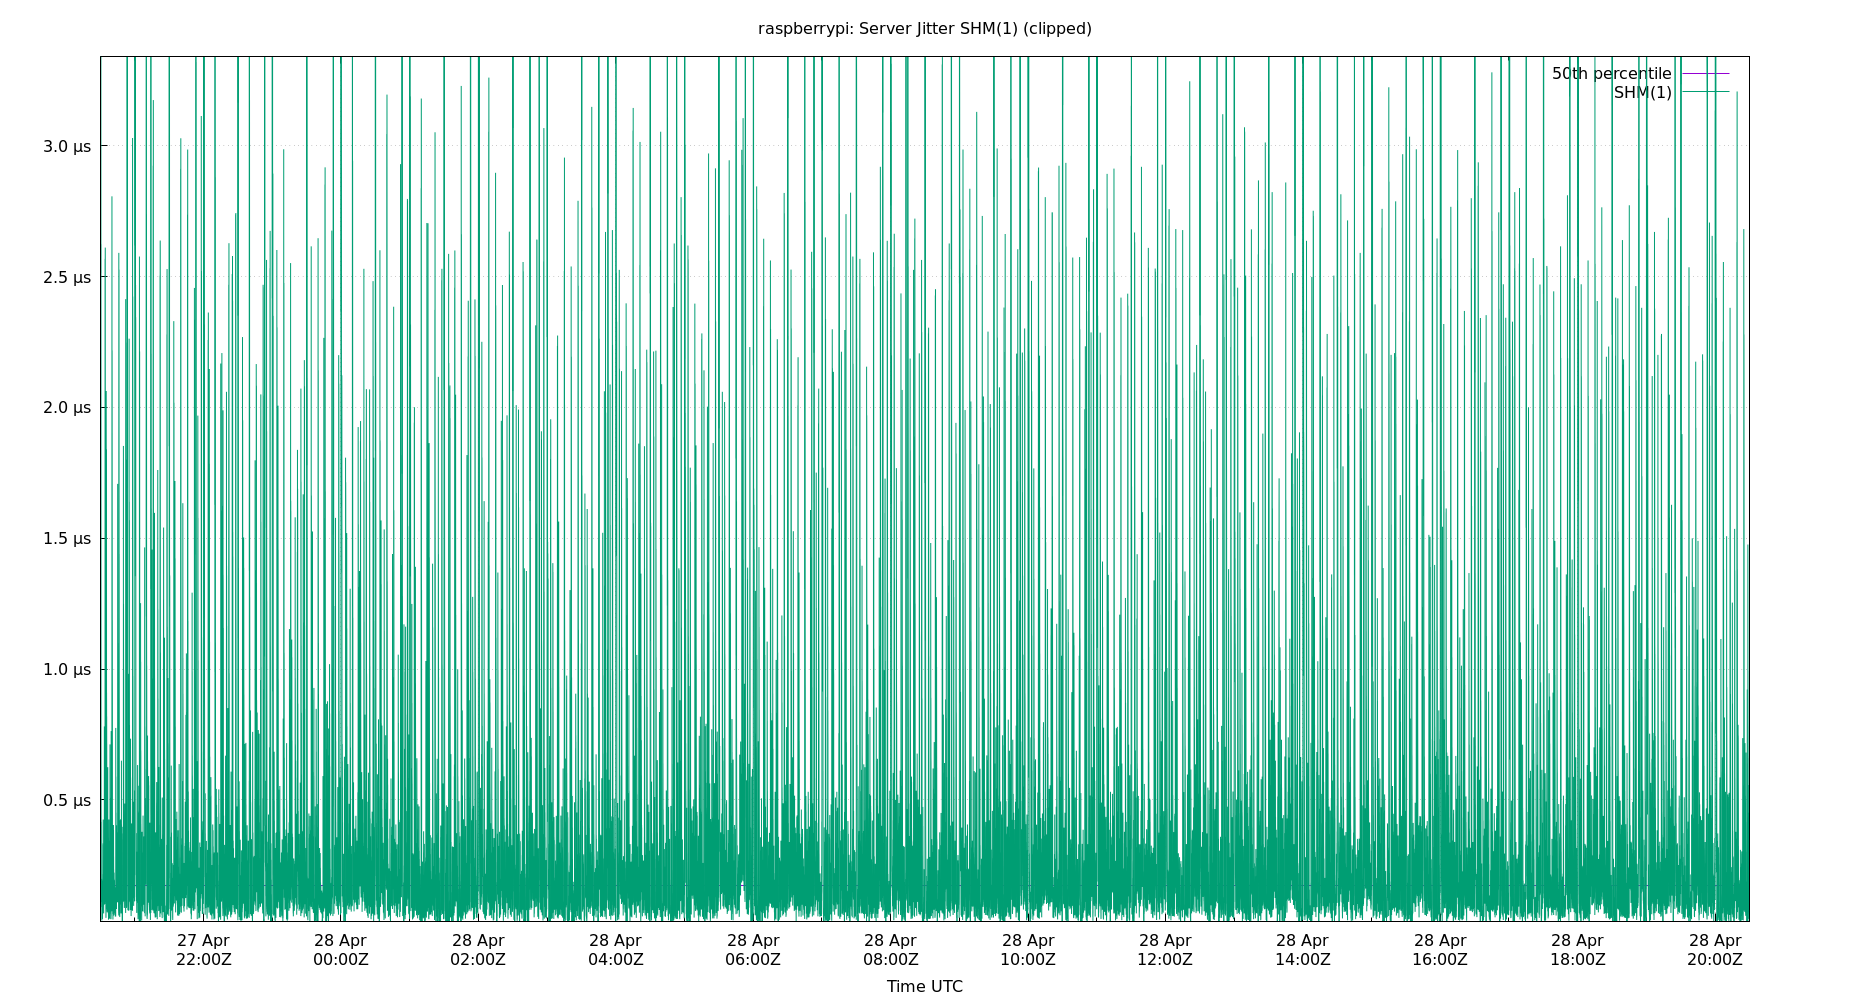 raspberrypi: Server Jitter SHM(1) (clipped)
50th percentile
SHM(1)
3.0 µs
2.5 µs
2.0 µs
1.5 µs
1.0 µs
0.5 µs
27 Apr 28 Apr 28 Apr 28 Apr 28 Apr 28 Apr 28 Apr 28 Apr 28 Apr 28 Apr 28 Apr 28 Apr
22:00Z 00:00Z 02:00Z 04:00Z 06:00Z 08:00Z 10:00Z 12:00Z 14:00Z 16:00Z 18:00Z 20:00Z
Time UTC